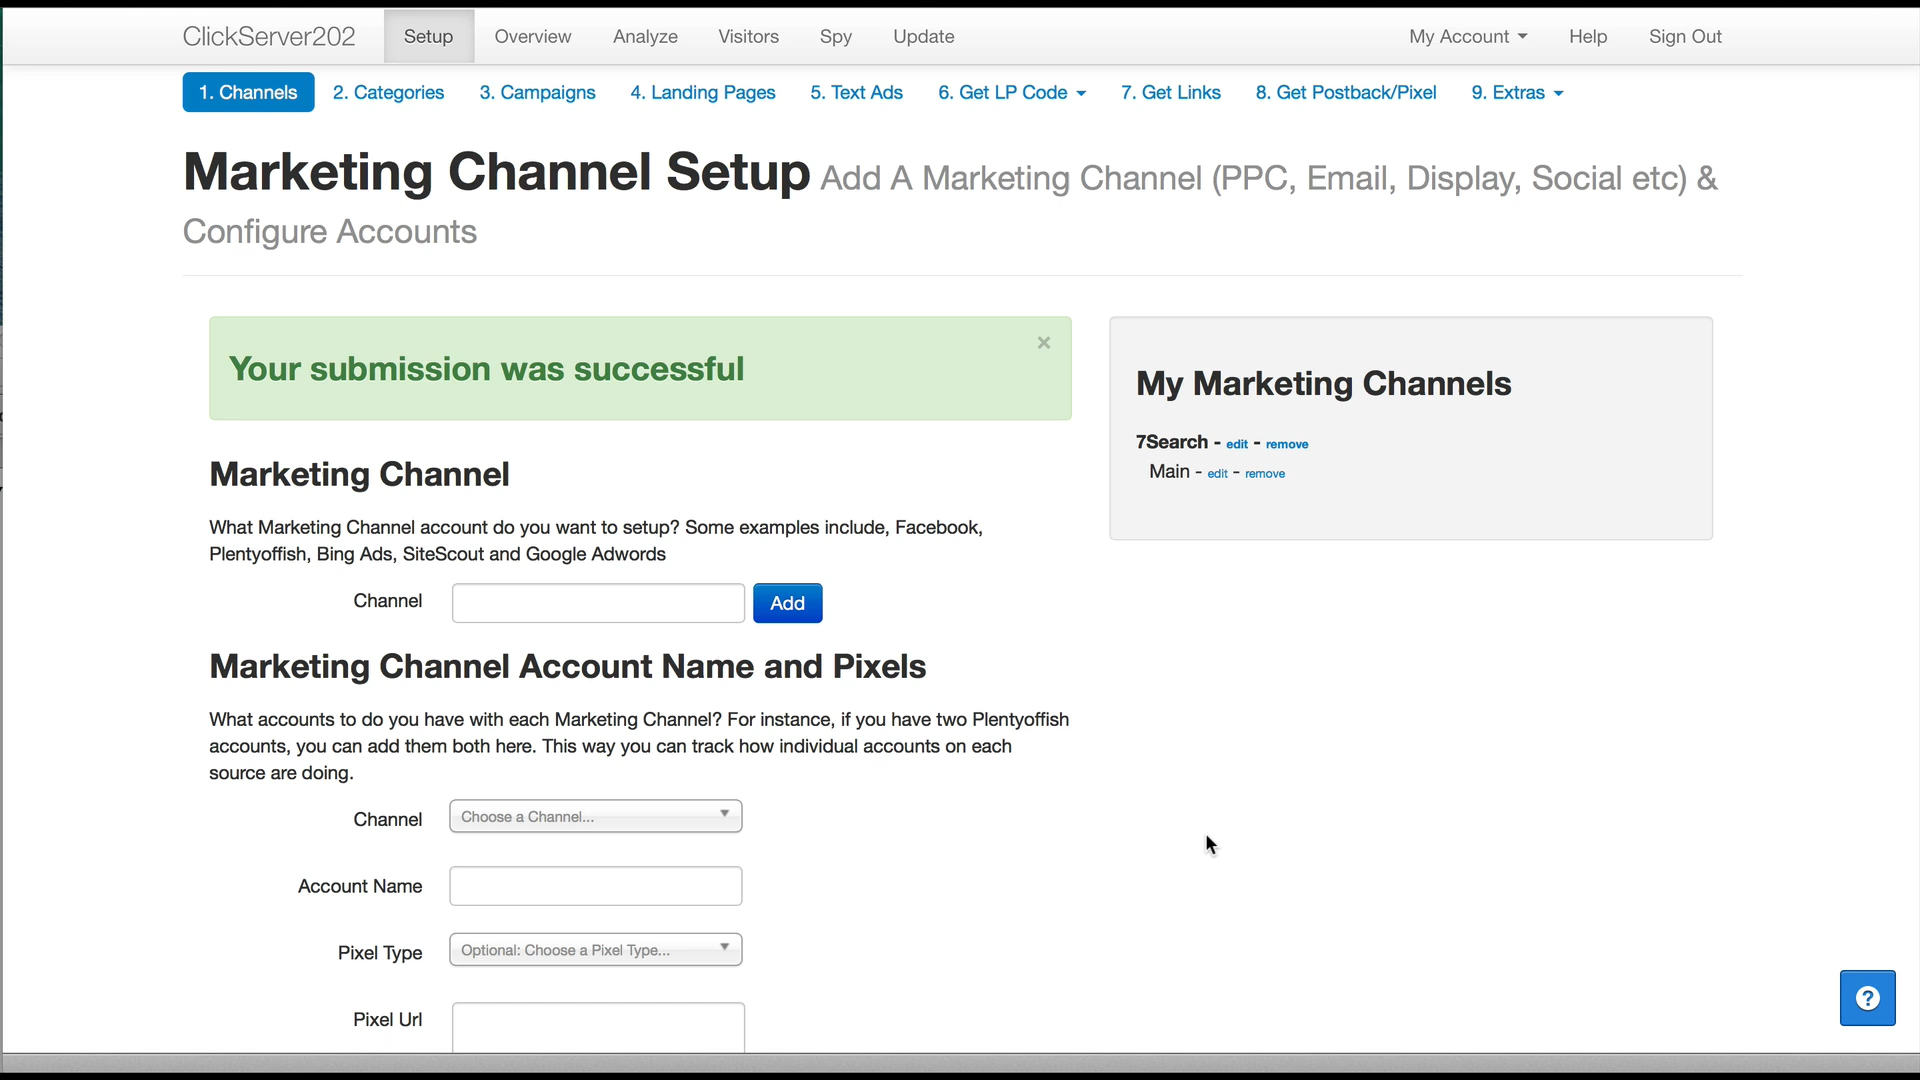 ClickServer202 Setup Overview Analyze Visitors Spy Update My Account Help Sign Out
1. Channels 2. Categories 3. Campaigns 4. Landing Pages 5. Text Ads 6. Get LP Code 7. Get Links 8. Get Postback/Pixel 9. Extras
Marketing Channel Setup Add A Marketing Channel (PPC, Email, Display, Social etc) &
Configure Accounts
Your submission was successful ×
My Marketing Channels
7Search - edit - remove
Main - edit - remove
Marketing Channel
What Marketing Channel account do you want to setup? Some examples include, Facebook,
Plentyoffish, Bing Ads, SiteScout and Google Adwords
Channel Add
Marketing Channel Account Name and Pixels
What accounts to do you have with each Marketing Channel? For instance, if you have two Plentyoffish
accounts, you can add them both here. This way you can track how individual accounts on each
source are doing.
Channel Choose a Channel...
Account Name
Pixel Type Optional: Choose a Pixel Type...
Pixel Url
?